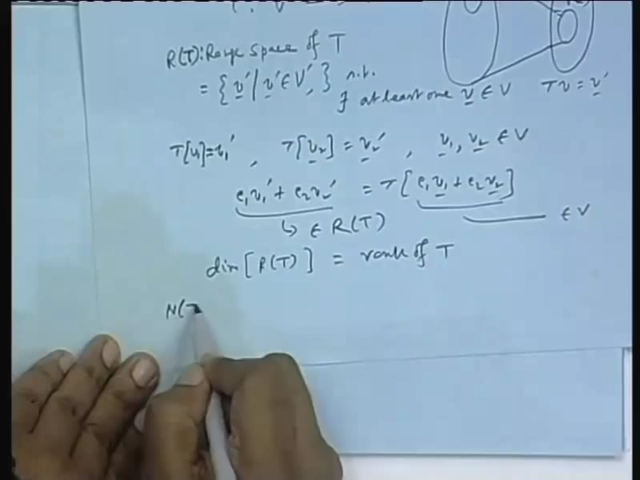 R(T): Range space of T
= { v' | v' ∈ V', } s.t.
∃ at least one v ∈ V Tv = v'
T[v1] = v1', T[v2] = v2', v1, v2 ∈ V
c1v1' + c2v2' = T[c1v1 + c2v2]
↳ ∈ R(T) ∈ V
dim[R(T)] = rank of T
N(T